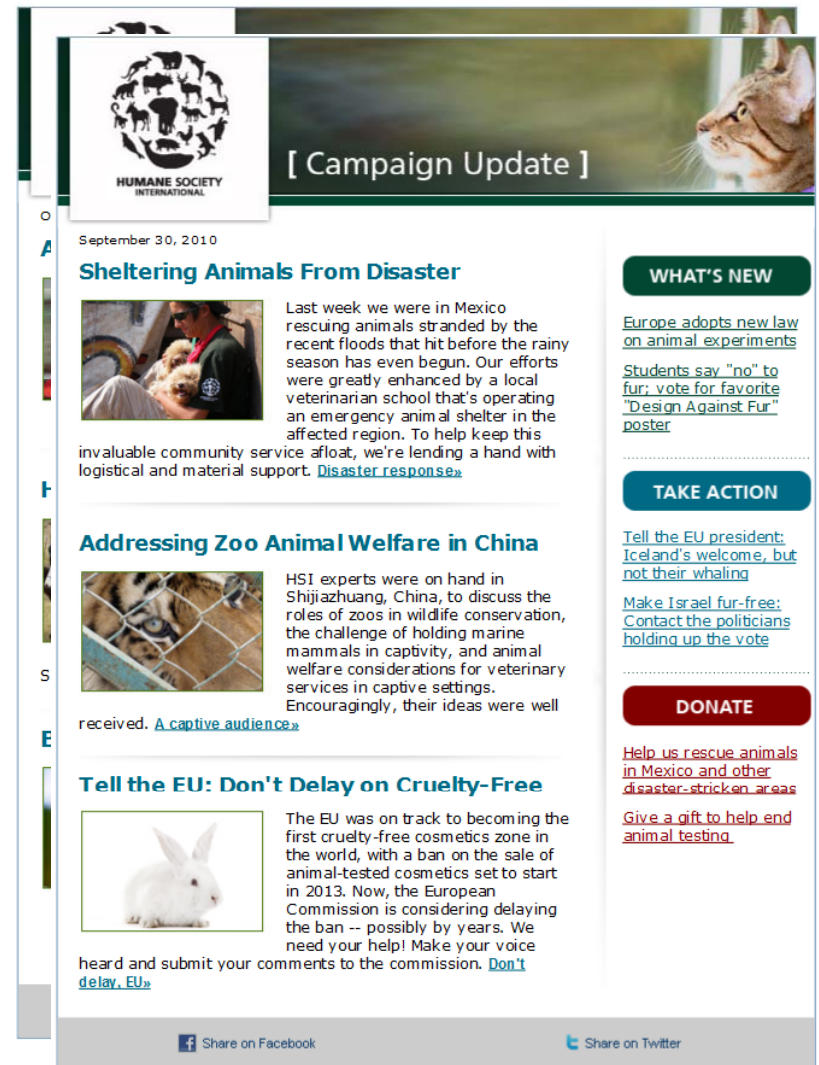 HUMANE SOCIETY
INTERNATIONAL
[ Campaign Update ]
September 30, 2010
Sheltering Animals From Disaster
Last week we were in Mexico
rescuing animals stranded by the
recent floods that hit before the rainy
season has even begun. Our efforts
were greatly enhanced by a local
veterinarian school that's operating
an emergency animal shelter in the
affected region. To help keep this
invaluable community service afloat, we're lending a hand with
logistical and material support. Disaster response»
Addressing Zoo Animal Welfare in China
HSI experts were on hand in
Shijiazhuang, China, to discuss the
roles of zoos in wildlife conservation,
the challenge of holding marine
mammals in captivity, and animal
welfare considerations for veterinary
services in captive settings.
Encouragingly, their ideas were well
received. A captive audience»
Tell the EU: Don't Delay on Cruelty-Free
The EU was on track to becoming the
first cruelty-free cosmetics zone in
the world, with a ban on the sale of
animal-tested cosmetics set to start
in 2013. Now, the European
Commission is considering delaying
the ban -- possibly by years. We
need your help! Make your voice
heard and submit your comments to the commission. Don't
delay, EU»
WHAT'S NEW
Europe adopts new law
on animal experiments
Students say "no" to
fur; vote for favorite
"Design Against Fur"
poster
TAKE ACTION
Tell the EU president:
Iceland's welcome, but
not their whaling
Make Israel fur-free:
Contact the politicians
holding up the vote
DONATE
Help us rescue animals
in Mexico and other
disaster-stricken areas
Give a gift to help end
animal testing
Share on Facebook
Share on Twitter